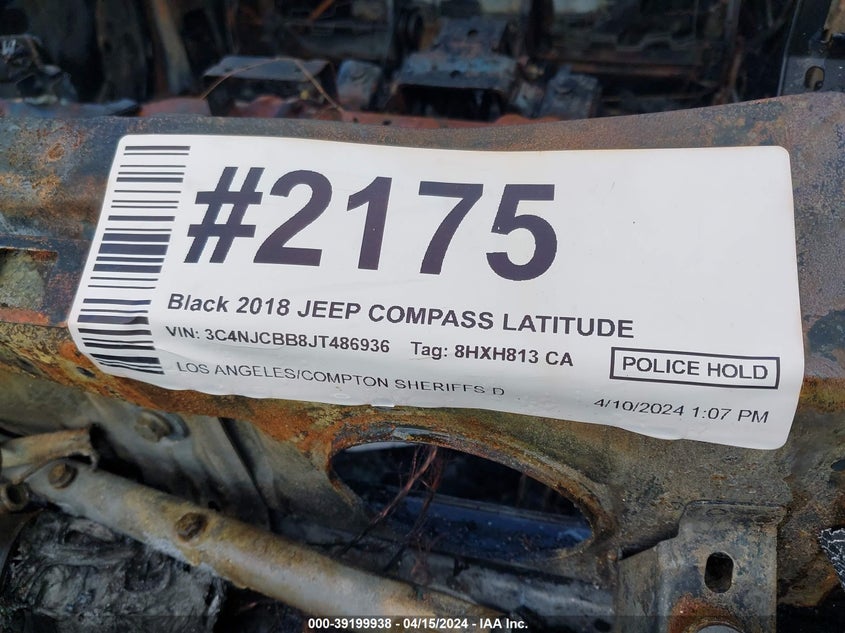 #2175
Black 2018 JEEP COMPASS LATITUDE
VIN: 3C4NJCBB8JT486936 Tag: 8HXH813 CA
POLICE HOLD
LOS ANGELES/COMPTON SHERIFFS D
4/10/2024 1:07 PM
000-39199938 - 04/15/2024 - IAA Inc.